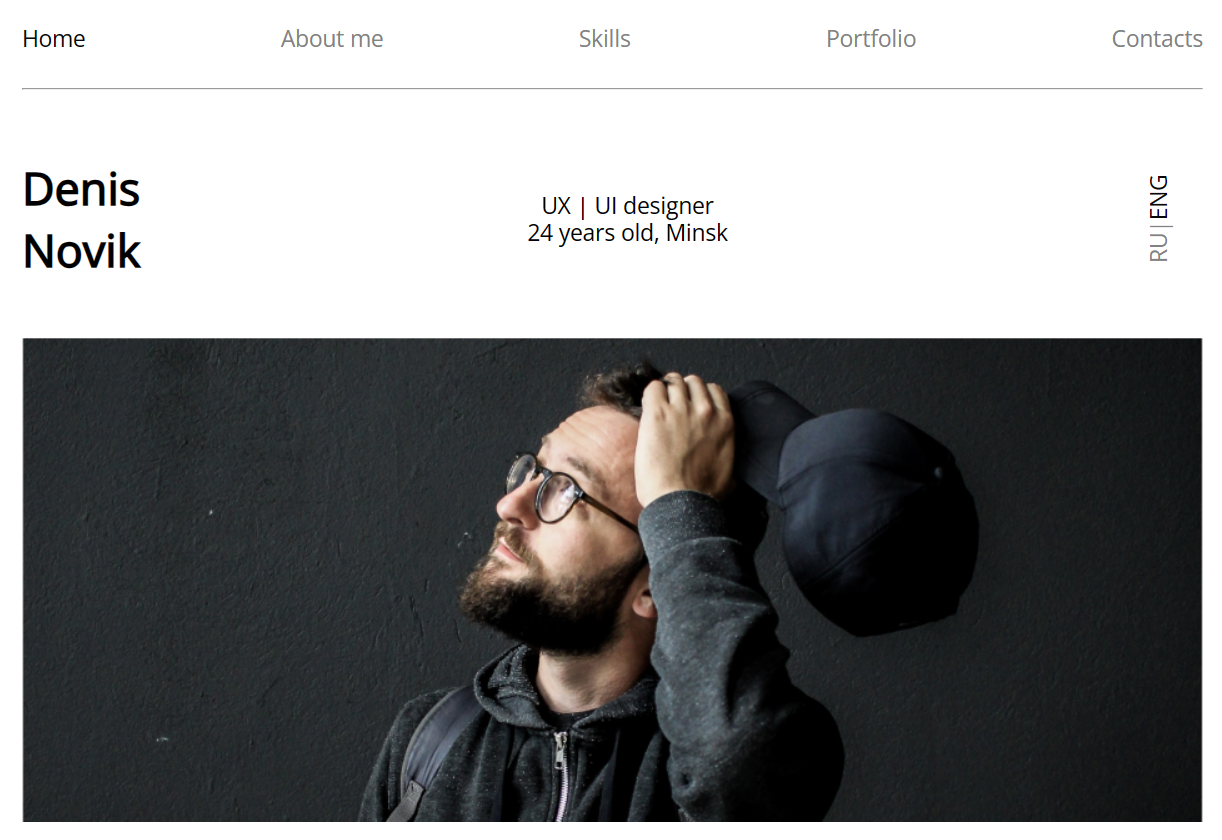 Home
About me
Skills
Portfolio
Contacts
Denis
Novik
UX | UI designer
24 years old, Minsk
RU|ENG